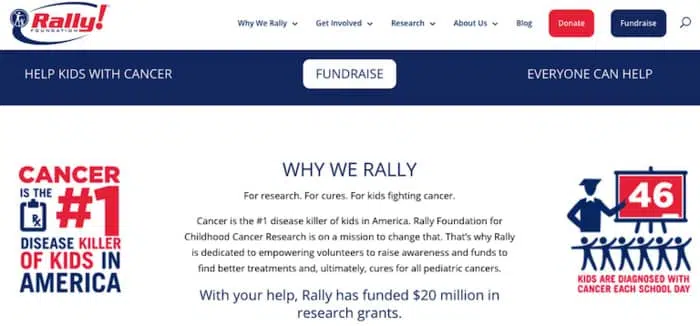 Rally!
FOUNDATION
Why We Rally
Get Involved
Research
About Us
Blog
Donate
Fundraise
HELP KIDS WITH CANCER
FUNDRAISE
EVERYONE CAN HELP
CANCER
IS THE #1
Rx
DISEASE KILLER
OF KIDS IN
AMERICA
WHY WE RALLY
For research. For cures. For kids fighting cancer.
Cancer is the #1 disease killer of kids in America. Rally Foundation for
Childhood Cancer Research is on a mission to change that. That's why Rally
is dedicated to empowering volunteers to raise awareness and funds to
find better treatments and, ultimately, cures for all pediatric cancers.
With your help, Rally has funded $20 million in
research grants.
46
KIDS ARE DIAGNOSED WITH
CANCER EACH SCHOOL DAY